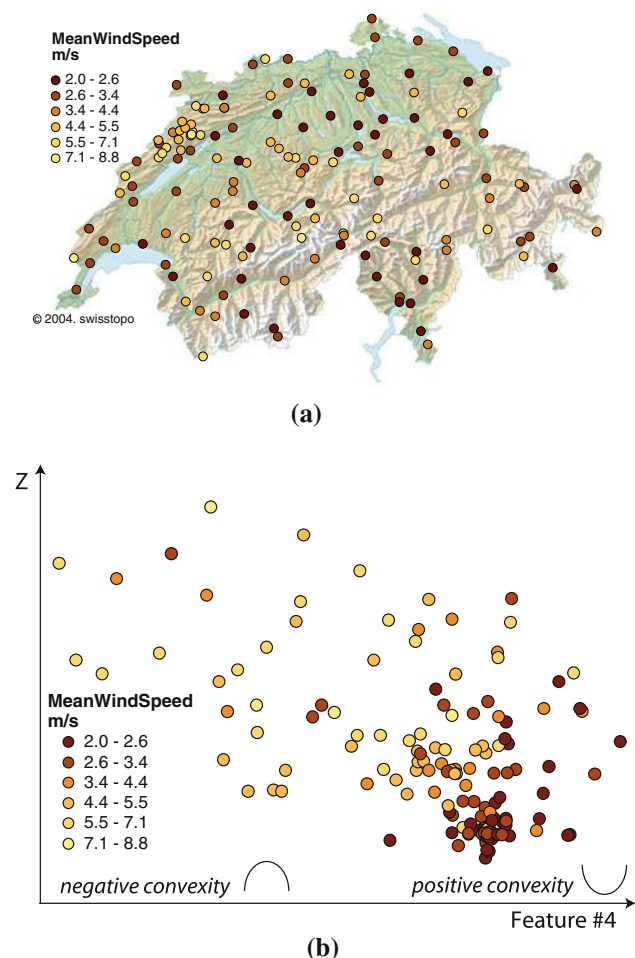 MeanWindSpeed
m/s
2.0 - 2.6
2.6 - 3.4
3.4 - 4.4
4.4 - 5.5
5.5 - 7.1
7.1 - 8.8
© 2004. swisstopo
(a)
Z
MeanWindSpeed
m/s
2.0 - 2.6
2.6 - 3.4
3.4 - 4.4
4.4 - 5.5
5.5 - 7.1
7.1 - 8.8
negative convexity
positive convexity
Feature #4
(b)